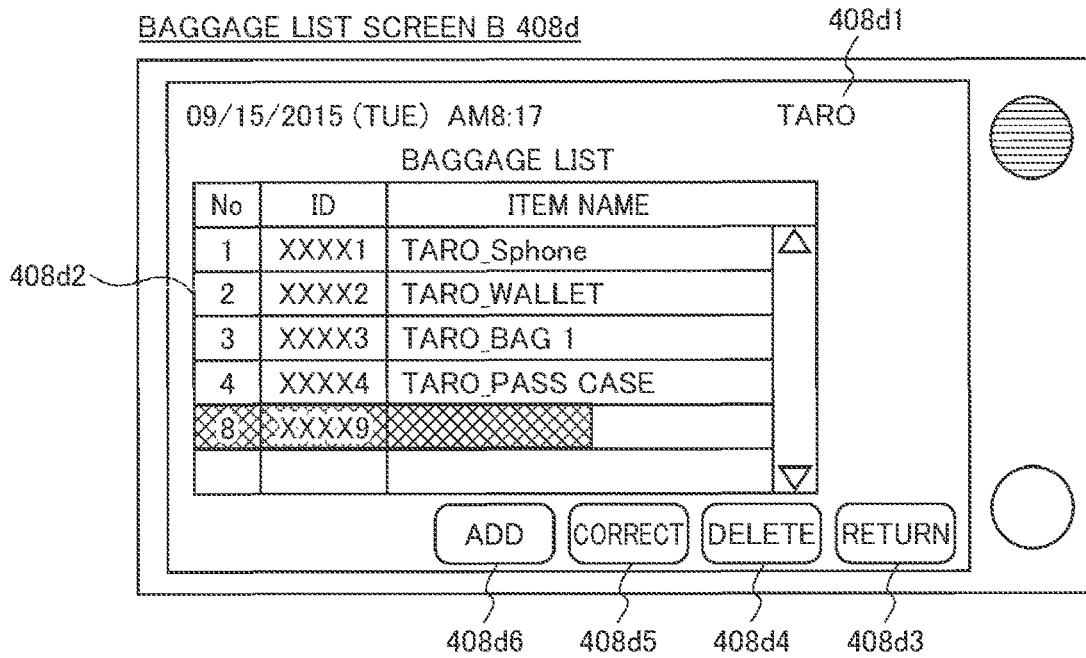 BAGGAGE LIST SCREEN B 408d
408d1
09/15/2015 (TUE) AM8:17 TARO
BAGGAGE LIST
No ID ITEM NAME
1 XXXX1 TARO_Sphone
408d2
2 XXXX2 TARO_WALLET
3 XXXX3 TARO_BAG 1
4 XXXX4 TARO_PASS CASE
8 XXXX9
ADD CORRECT DELETE RETURN
408d6 408d5 408d4 408d3